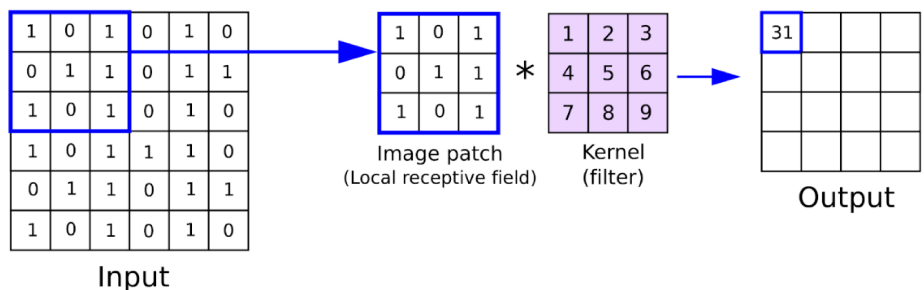 1 0 1 0 1 0
0 1 1 0 1 1
1 0 1 0 1 0
1 0 1 1 1 0
0 1 1 0 1 1
1 0 1 0 1 0
Input
1 0 1
0 1 1
1 0 1
Image patch
(Local receptive field)
*
1 2 3
4 5 6
7 8 9
Kernel
(filter)
31
Output